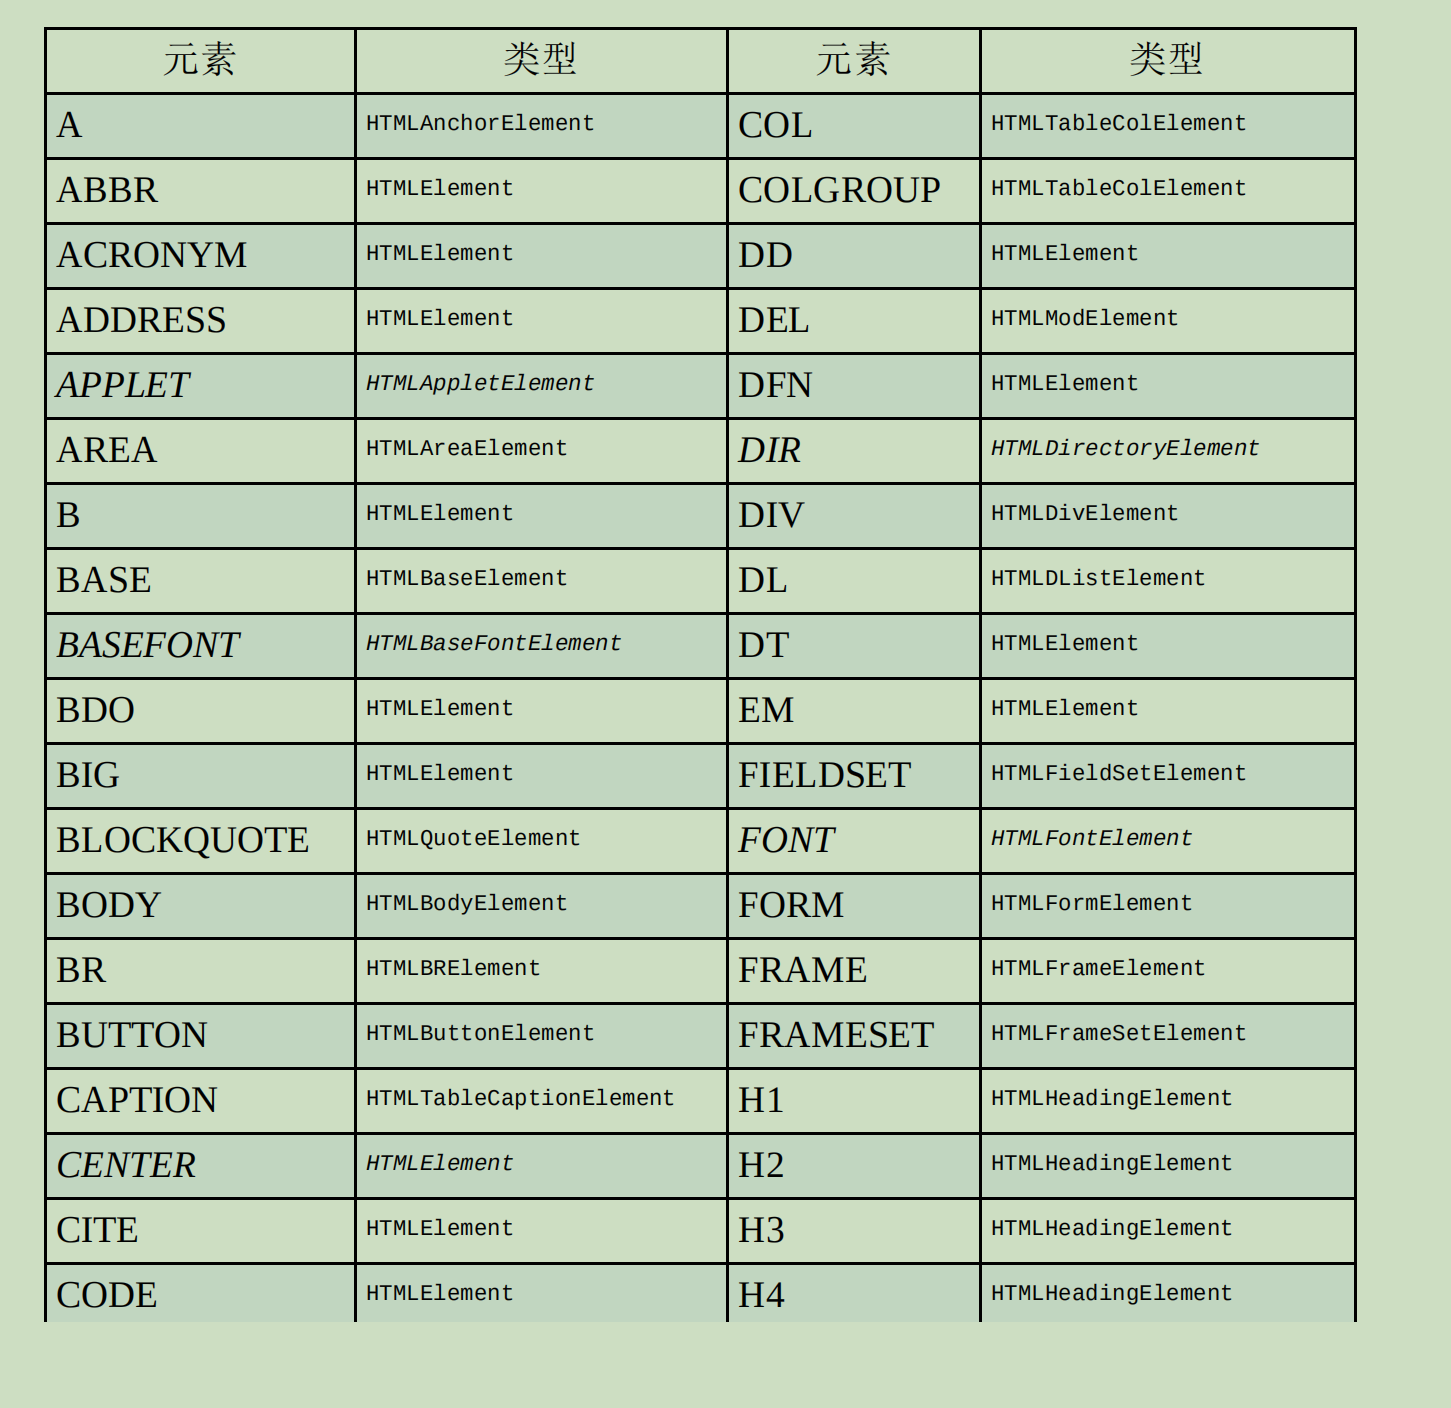 元素 类型 元素 类型
A HTMLAnchorElement COL HTMLTableColElement
ABBR HTMLElement COLGROUP HTMLTableColElement
ACRONYM HTMLElement DD HTMLElement
ADDRESS HTMLElement DEL HTMLModElement
APPLET HTMLAppletElement DFN HTMLElement
AREA HTMLAreaElement DIR HTMLDirectoryElement
B HTMLElement DIV HTMLDivElement
BASE HTMLBaseElement DL HTMLDListElement
BASEFONT HTMLBaseFontElement DT HTMLElement
BDO HTMLElement EM HTMLElement
BIG HTMLElement FIELDSET HTMLFieldSetElement
BLOCKQUOTE HTMLQuoteElement FONT HTMLFontElement
BODY HTMLBodyElement FORM HTMLFormElement
BR HTMLBRElement FRAME HTMLFrameElement
BUTTON HTMLButtonElement FRAMESET HTMLFrameSetElement
CAPTION HTMLTableCaptionElement H1 HTMLHeadingElement
CENTER HTMLElement H2 HTMLHeadingElement
CITE HTMLElement H3 HTMLHeadingElement
CODE HTMLElement H4 HTMLHeadingElement